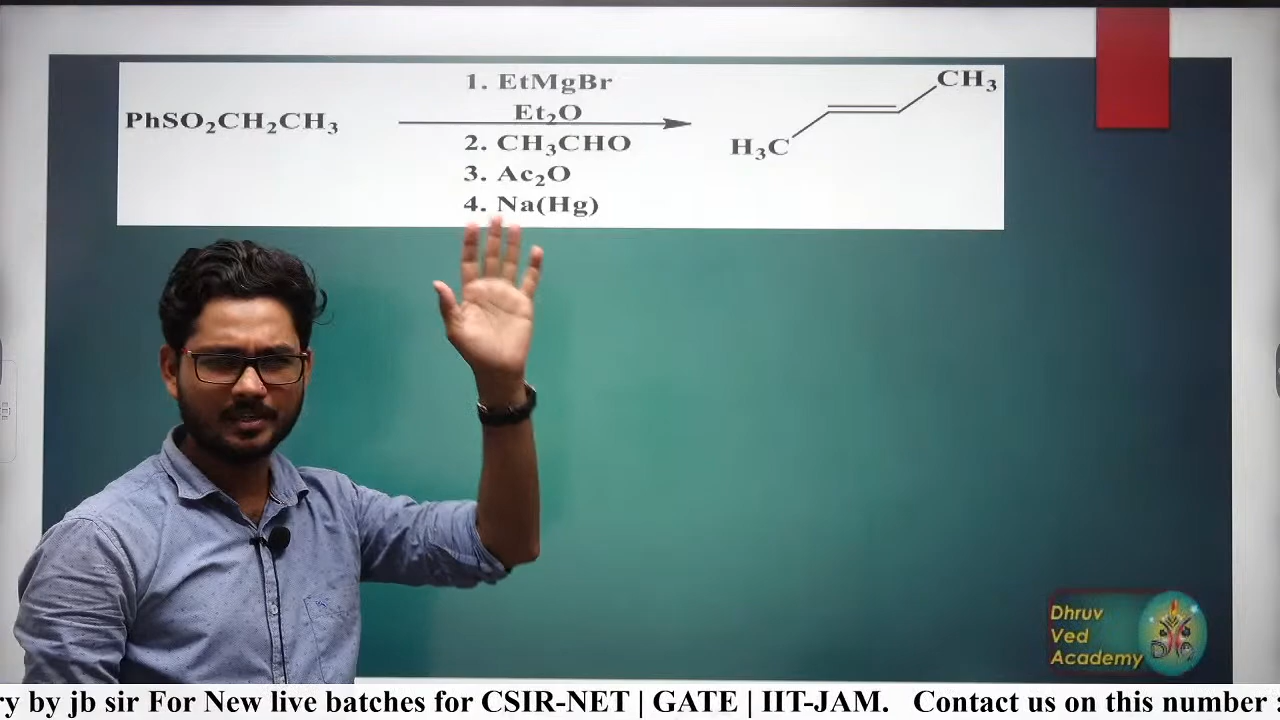 PhSO₂CH₂CH₃
1. EtMgBr
Et₂O
2. CH₃CHO
3. Ac₂O
4. Na(Hg)
H₃C
CH₃
Dhruv
Ved
Academy
by jb sir For New live batches for CSIR-NET | GATE | IIT-JAM. Contact us on this number